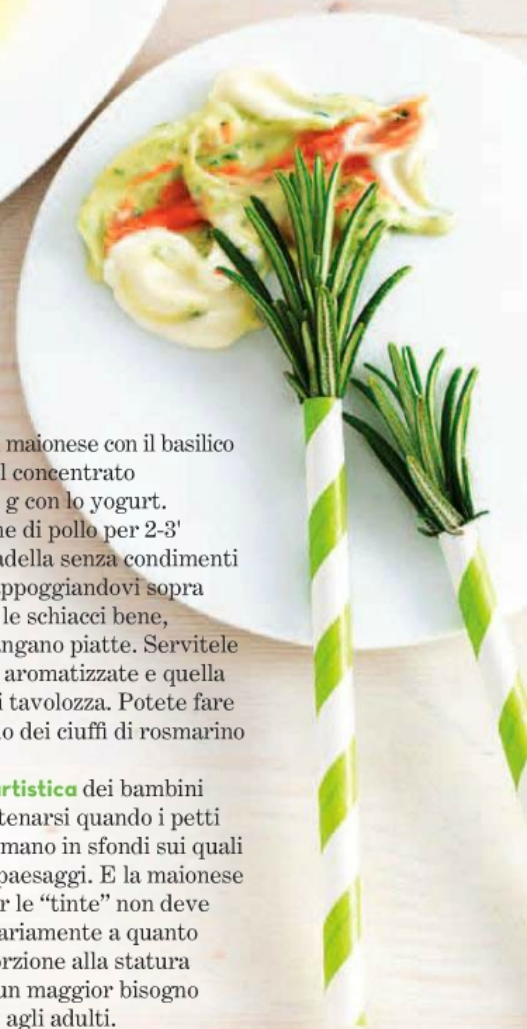 maionese con il basilico
l concentrato
g con lo yogurt.
ne di pollo per 2-3'
adella senza condimenti
appoggiandovi sopra
le schiacci bene,
angano piatte. Servitele
aromatizzate e quella
i tavolozza. Potete fare
o dei ciuffi di rosmarino
artistica dei bambini
tenarsi quando i petti
mano in sfondi sui quali
paesaggi. E la maionese
r le “tinte” non deve
ariamente a quanto
orzione alla statura
un maggior bisogno
agli adulti.